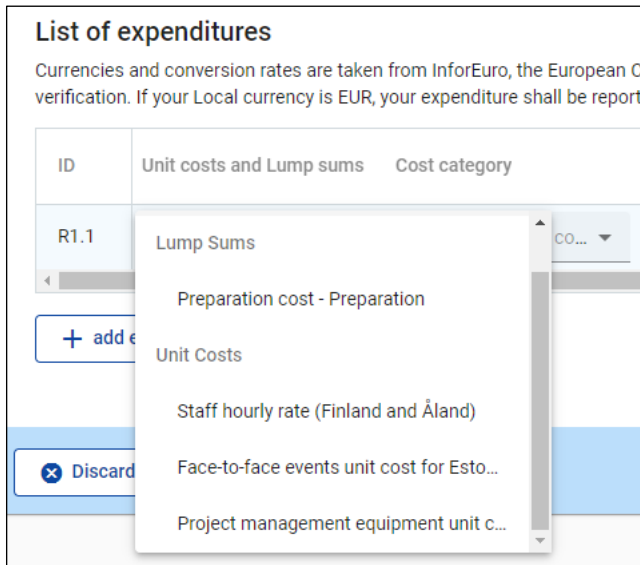 List of expenditures
Currencies and conversion rates are taken from InforEuro, the European C
verification. If your Local currency is EUR, your expenditure shall be report
ID Unit costs and Lump sums Cost category
R1.1 co...
Lump Sums
Preparation cost - Preparation
+ add e
Unit Costs
Staff hourly rate (Finland and Åland)
Discard
Face-to-face events unit cost for Esto...
Project management equipment unit c...